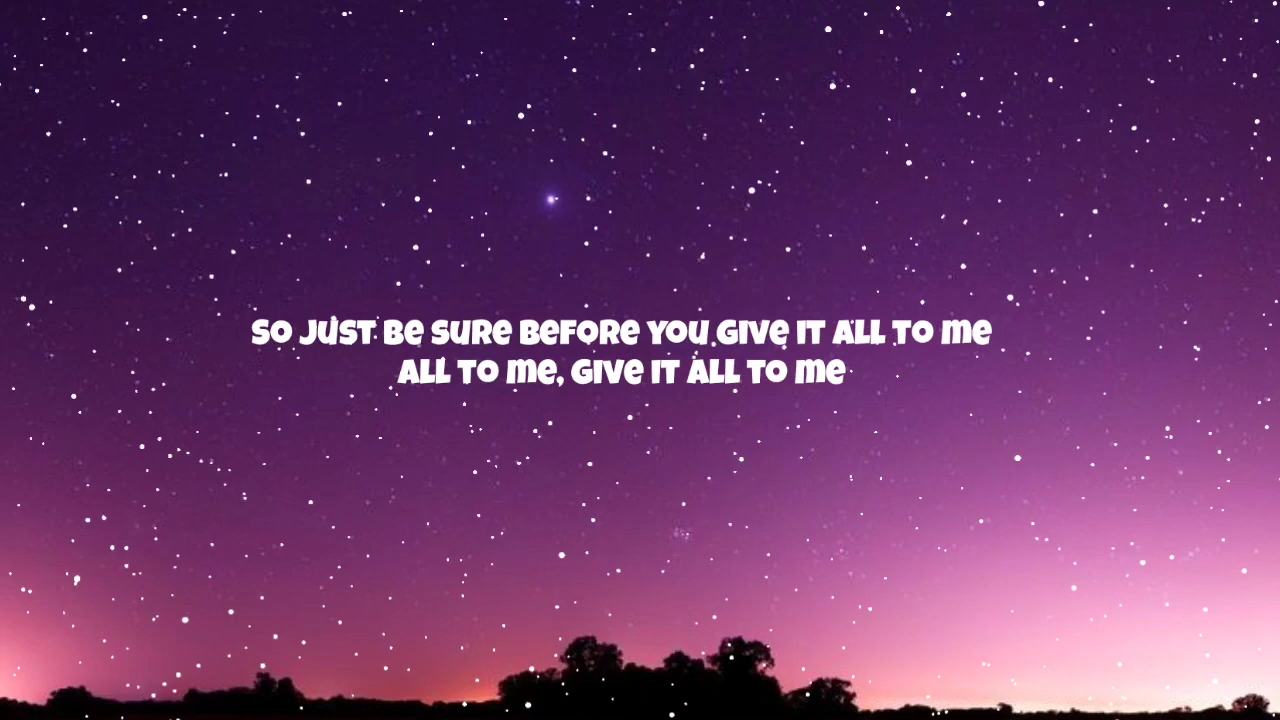 So just be sure before you give it all to me
All to me, give it all to me